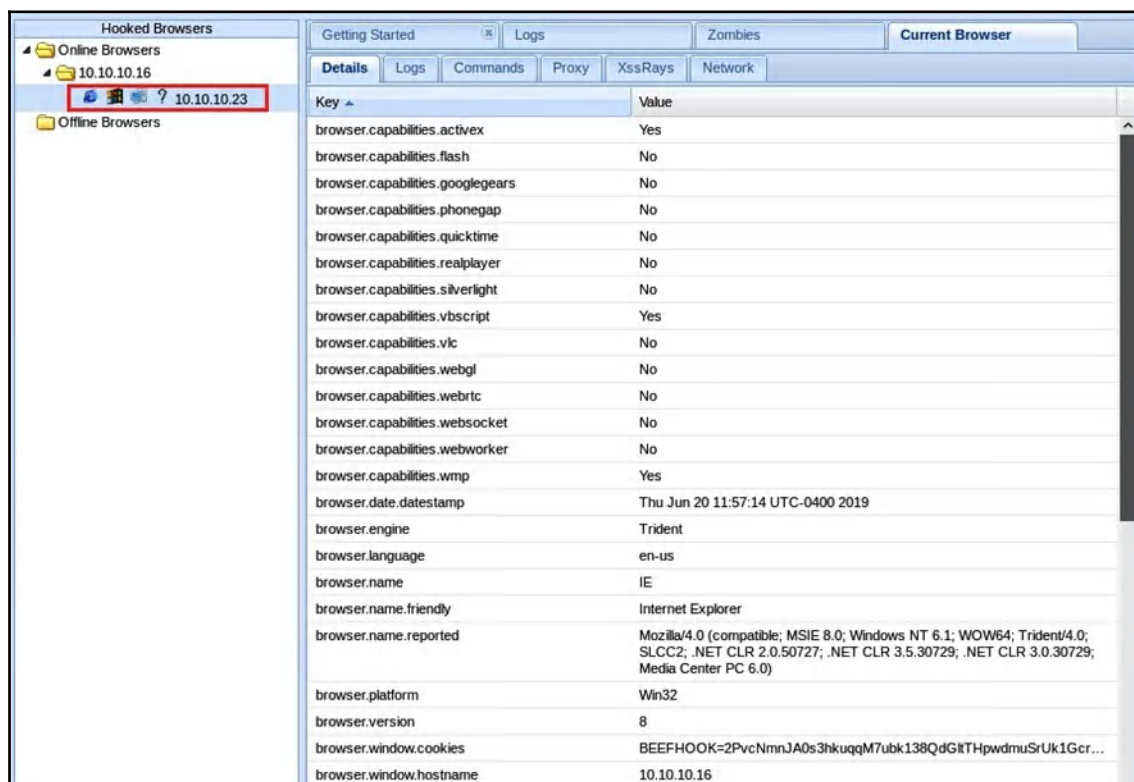 Hooked Browsers
Online Browsers
10.10.10.16
? 10.10.10.23
Offline Browsers
Getting Started Logs Zombies Current Browser
Details Logs Commands Proxy XssRays Network
Key Value
browser.capabilities.activex Yes
browser.capabilities.flash No
browser.capabilities.googlegears No
browser.capabilities.phonegap No
browser.capabilities.quicktime No
browser.capabilities.realplayer No
browser.capabilities.silverlight No
browser.capabilities.vbscript Yes
browser.capabilities.vlc No
browser.capabilities.webgl No
browser.capabilities.webrtc No
browser.capabilities.websocket No
browser.capabilities.webworker No
browser.capabilities.wmp Yes
browser.date.datestamp Thu Jun 20 11:57:14 UTC-0400 2019
browser.engine Trident
browser.language en-us
browser.name IE
browser.name.friendly Internet Explorer
browser.name.reported Mozilla/4.0 (compatible; MSIE 8.0; Windows NT 6.1; WOW64; Trident/4.0;
SLCC2; .NET CLR 2.0.50727; .NET CLR 3.5.30729; .NET CLR 3.0.30729;
Media Center PC 6.0)
browser.platform Win32
browser.version 8
browser.window.cookies BEEFHOOK=2PvcNmnJA0s3hkuqqM7ubk138QdGltTHpwdmuSrUk1Gcr...
browser.window.hostname 10.10.10.16